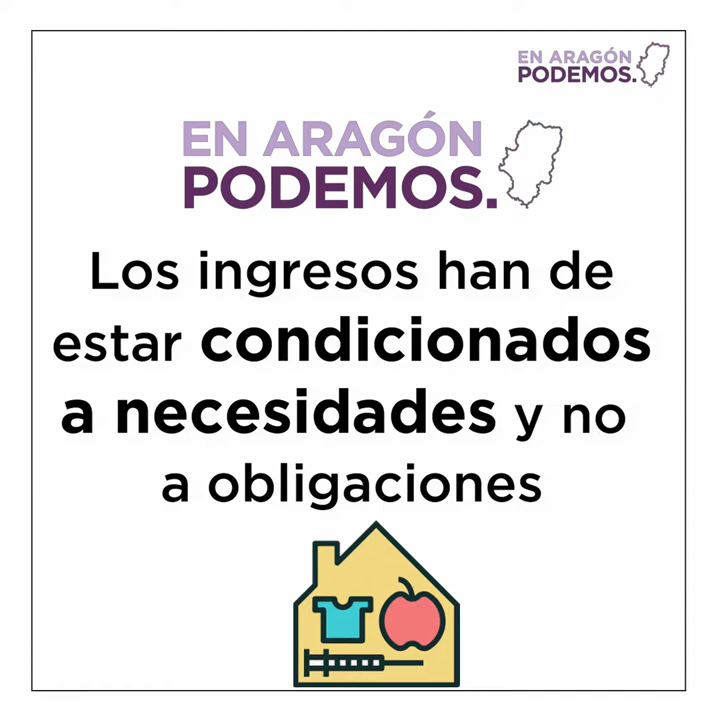 EN ARAGÓN
PODEMOS.
EN ARAGÓN
PODEMOS.
Los ingresos han de
estar condicionados
a necesidades y no
a obligaciones